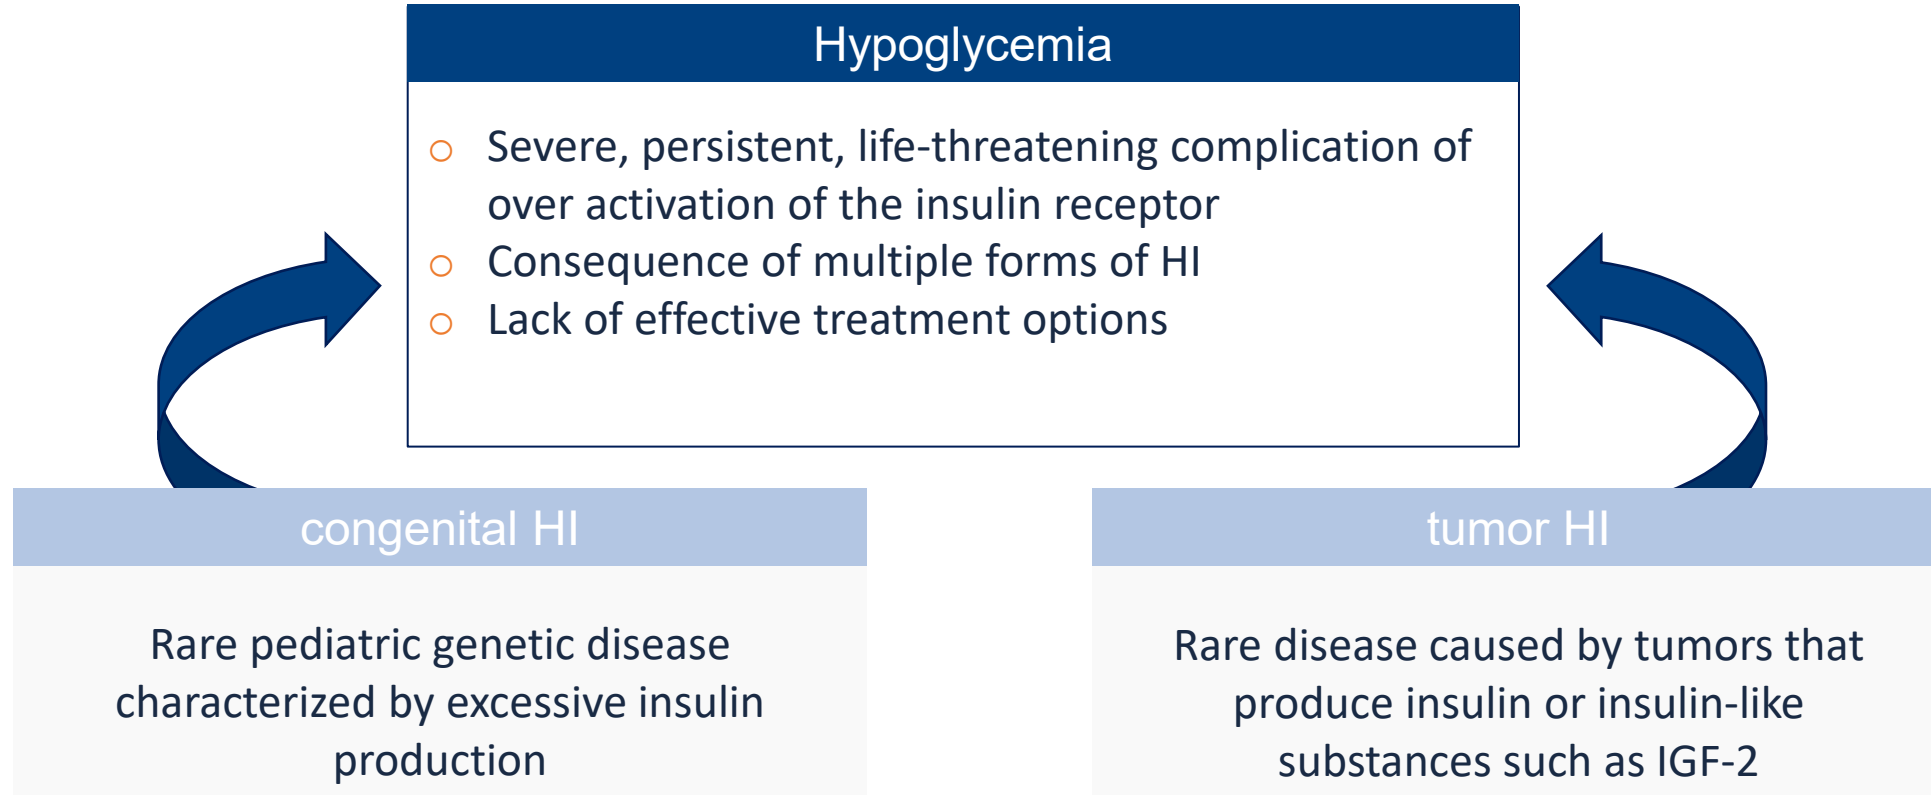 Hypoglycemia
○ Severe, persistent, life-threatening complication of
over activation of the insulin receptor
○ Consequence of multiple forms of HI
○ Lack of effective treatment options
congenital HI
Rare pediatric genetic disease
characterized by excessive insulin
production
tumor HI
Rare disease caused by tumors that
produce insulin or insulin-like
substances such as IGF-2